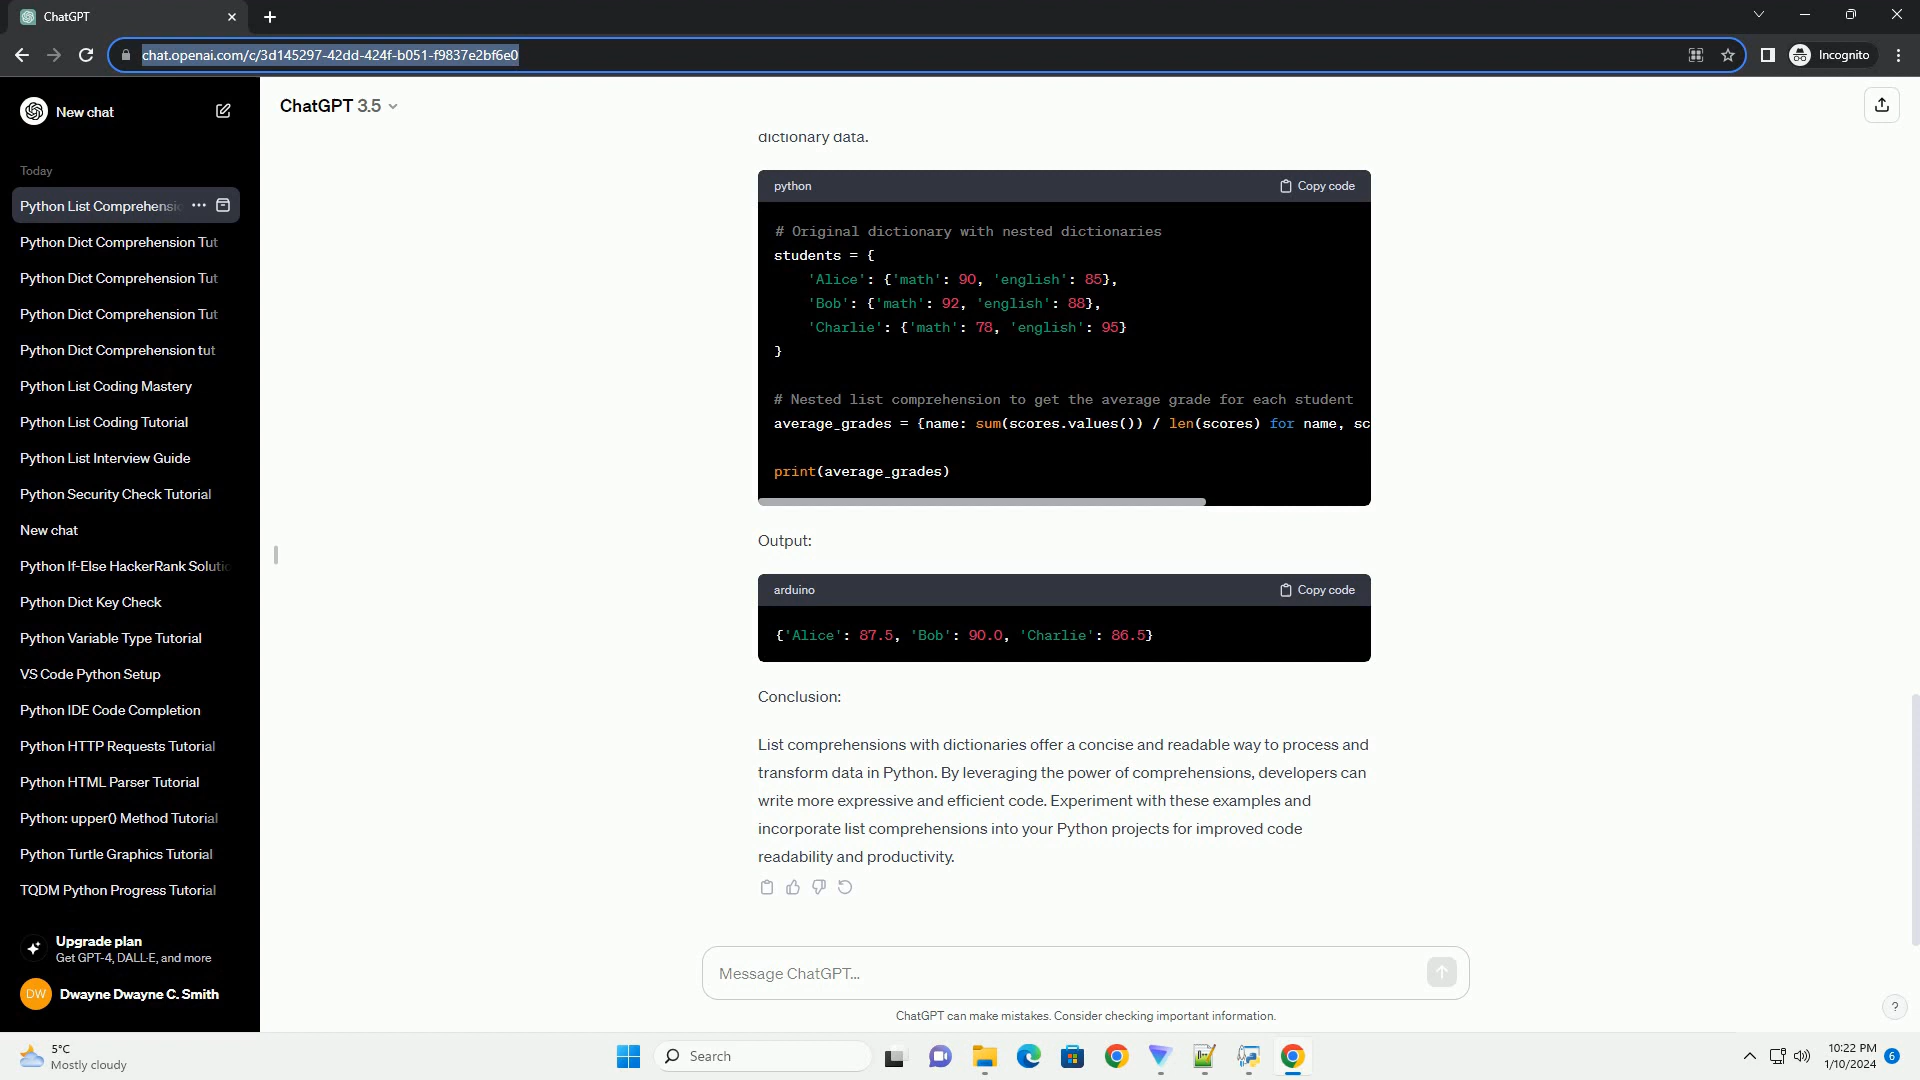 ChatGPT
chat.openai.com/c/3d145297-42dd-424f-b051-f9837e2bf6e0
Incognito
New chat
ChatGPT 3.5
Today
Python List Comprehensio
Python Dict Comprehension Tut
Python Dict Comprehension Tut
Python Dict Comprehension Tut
Python Dict Comprehension tut
Python List Coding Mastery
Python List Coding Tutorial
Python List Interview Guide
Python Security Check Tutorial
New chat
Python If-Else HackerRank Solutio
Python Dict Key Check
Python Variable Type Tutorial
VS Code Python Setup
Python IDE Code Completion
Python HTTP Requests Tutorial
Python HTML Parser Tutorial
Python: upper() Method Tutorial
Python Turtle Graphics Tutorial
TQDM Python Progress Tutorial
Upgrade plan
Get GPT-4, DALL·E, and more
DW
Dwayne Dwayne C. Smith
dictionary data.
python
Copy code
# Original dictionary with nested dictionaries
students = {
    'Alice': {'math': 90, 'english': 85},
    'Bob': {'math': 92, 'english': 88},
    'Charlie': {'math': 78, 'english': 95}
}
# Nested list comprehension to get the average grade for each student
average_grades = {name: sum(scores.values()) / len(scores) for name, sc
print(average_grades)
Output:
arduino
Copy code
{'Alice': 87.5, 'Bob': 90.0, 'Charlie': 86.5}
Conclusion:
List comprehensions with dictionaries offer a concise and readable way to process and
transform data in Python. By leveraging the power of comprehensions, developers can
write more expressive and efficient code. Experiment with these examples and
incorporate list comprehensions into your Python projects for improved code
readability and productivity.
Message ChatGPT...
ChatGPT can make mistakes. Consider checking important information.
?
5°C
Mostly cloudy
Search
10:22 PM
1/10/2024
6